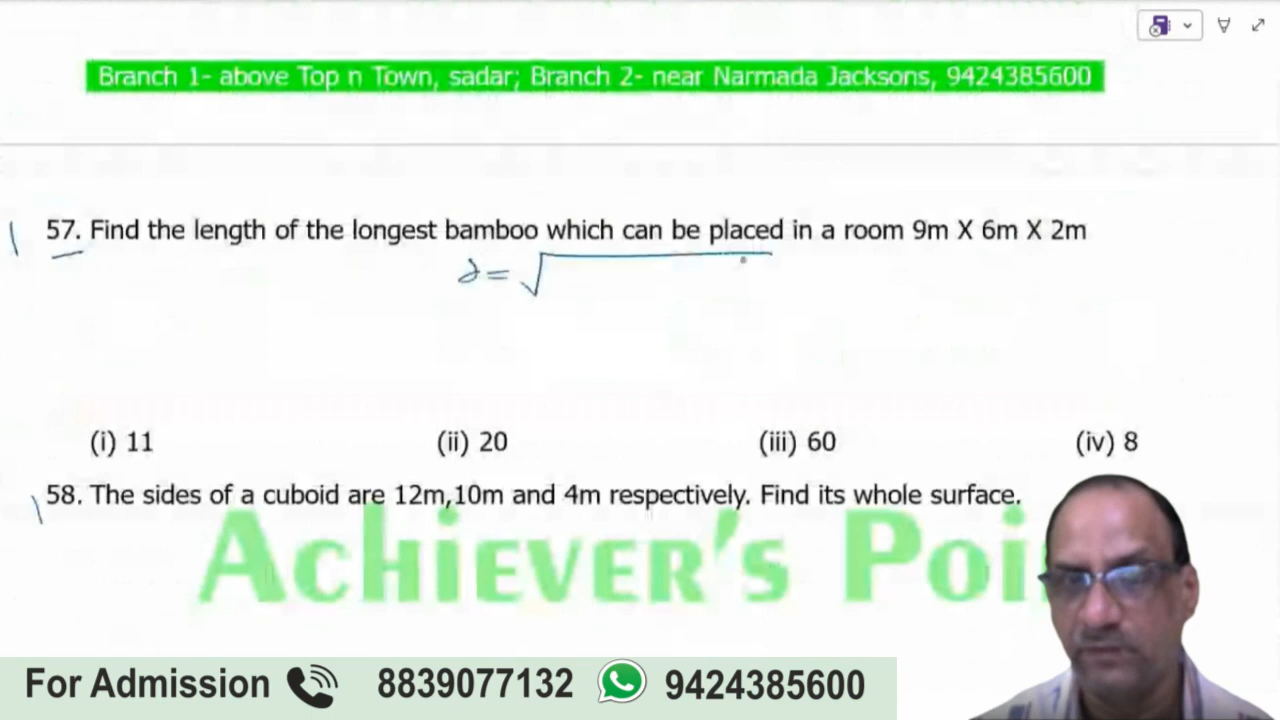 Branch 1- above Top n Town, sadar; Branch 2- near Narmada Jacksons, 9424385600
57. Find the length of the longest bamboo which can be placed in a room 9m X 6m X 2m
d = √
(i) 11 (ii) 20 (iii) 60 (iv) 8
58. The sides of a cuboid are 12m,10m and 4m respectively. Find its whole surface.
ACHIEVER'S POI
For Admission 8839077132 9424385600